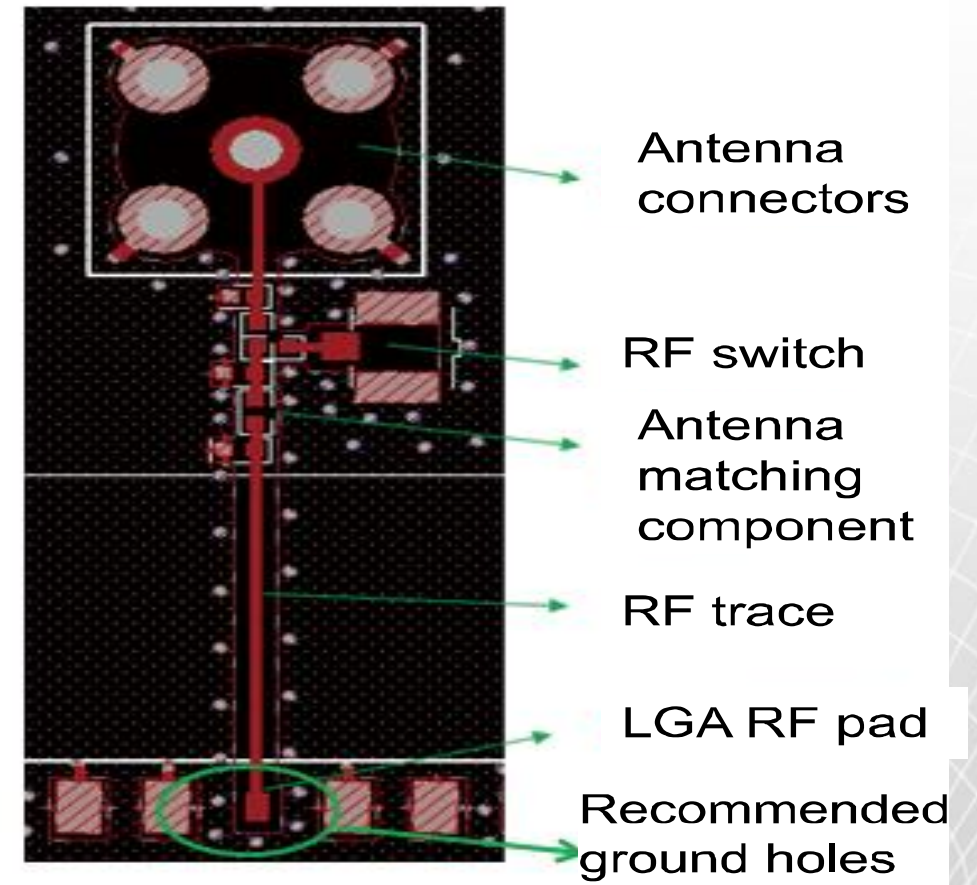 Antenna
connectors
RF switch
Antenna
matching
component
RF trace
LGA RF pad
Recommended
ground holes